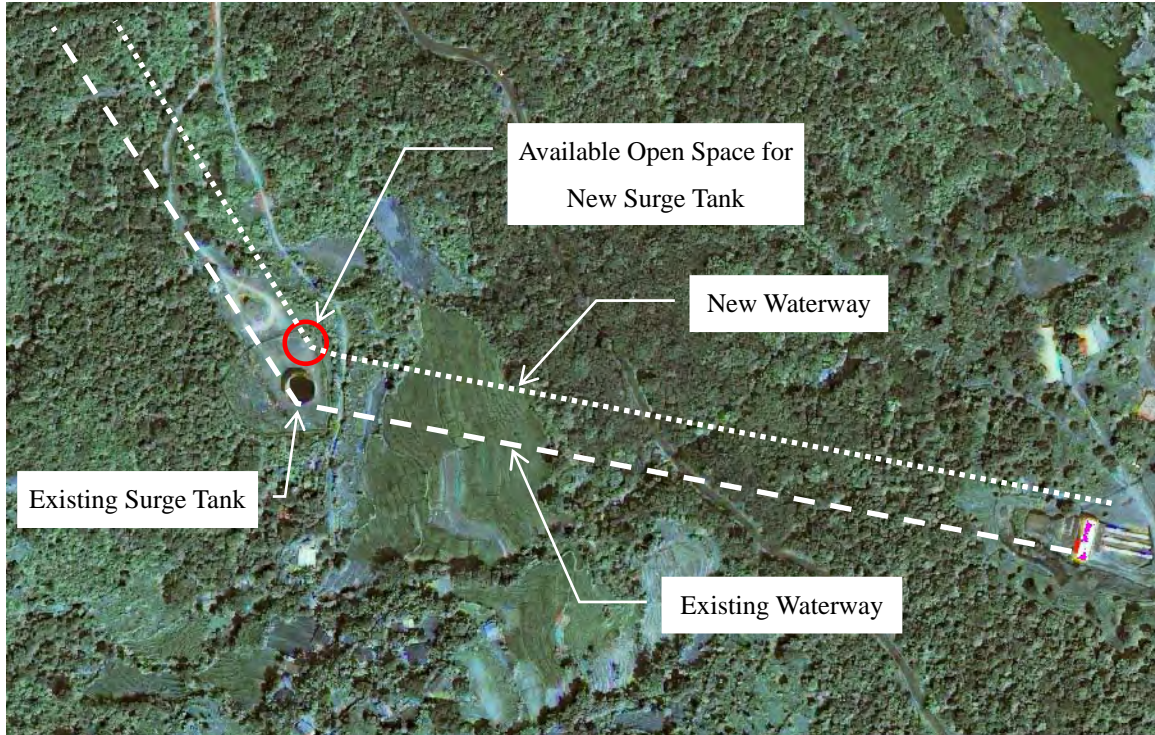 Available Open Space for
New Surge Tank
New Waterway
Existing Surge Tank
Existing Waterway